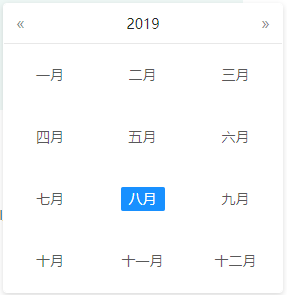 « 2019 »
一月 二月 三月
四月 五月 六月
七月 八月 九月
十月 十一月 十二月